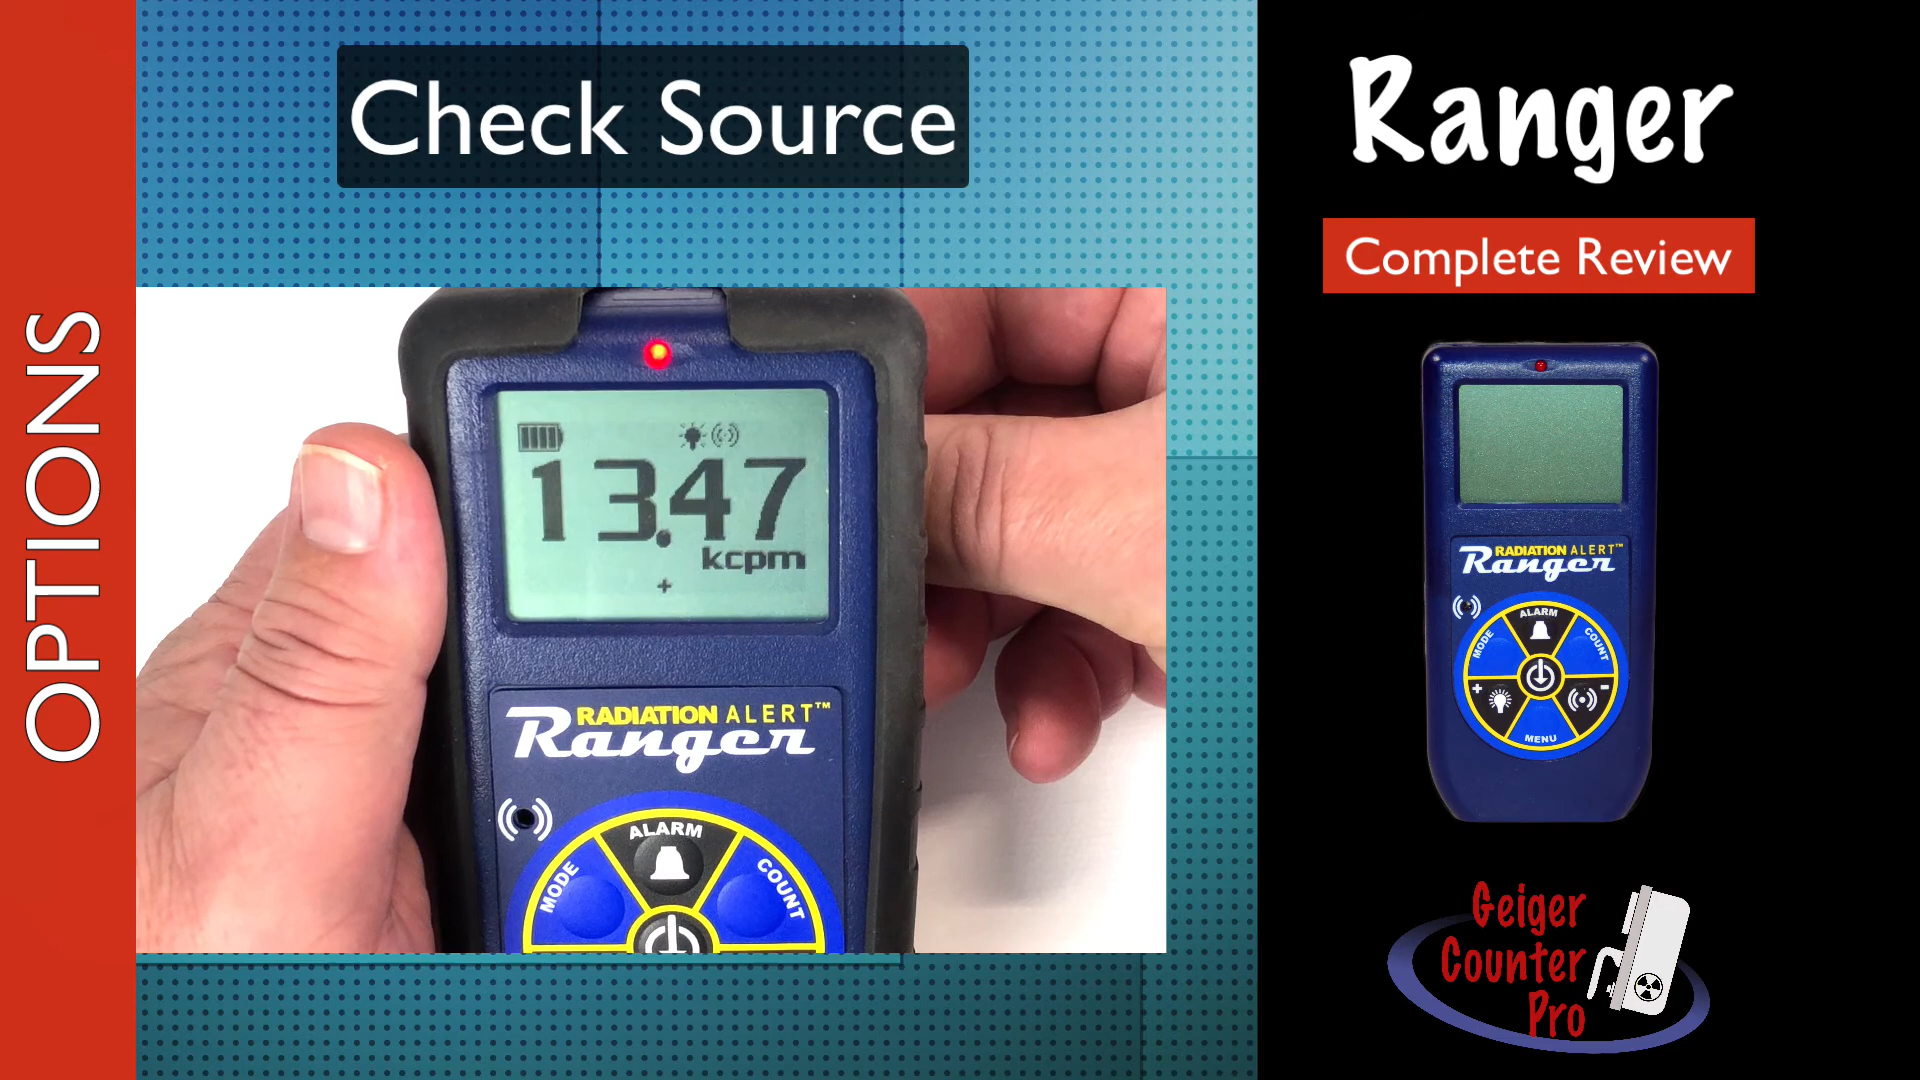 OPTIONS
Check Source
13.47
kcpm
+
RADIATION ALERT™
Ranger
ALARM
MODE
COUNT
Ranger
Complete Review
RADIATION ALERT™
Ranger
ALARM
MODE
COUNT
+
-
MENU
Geiger
Counter
Pro